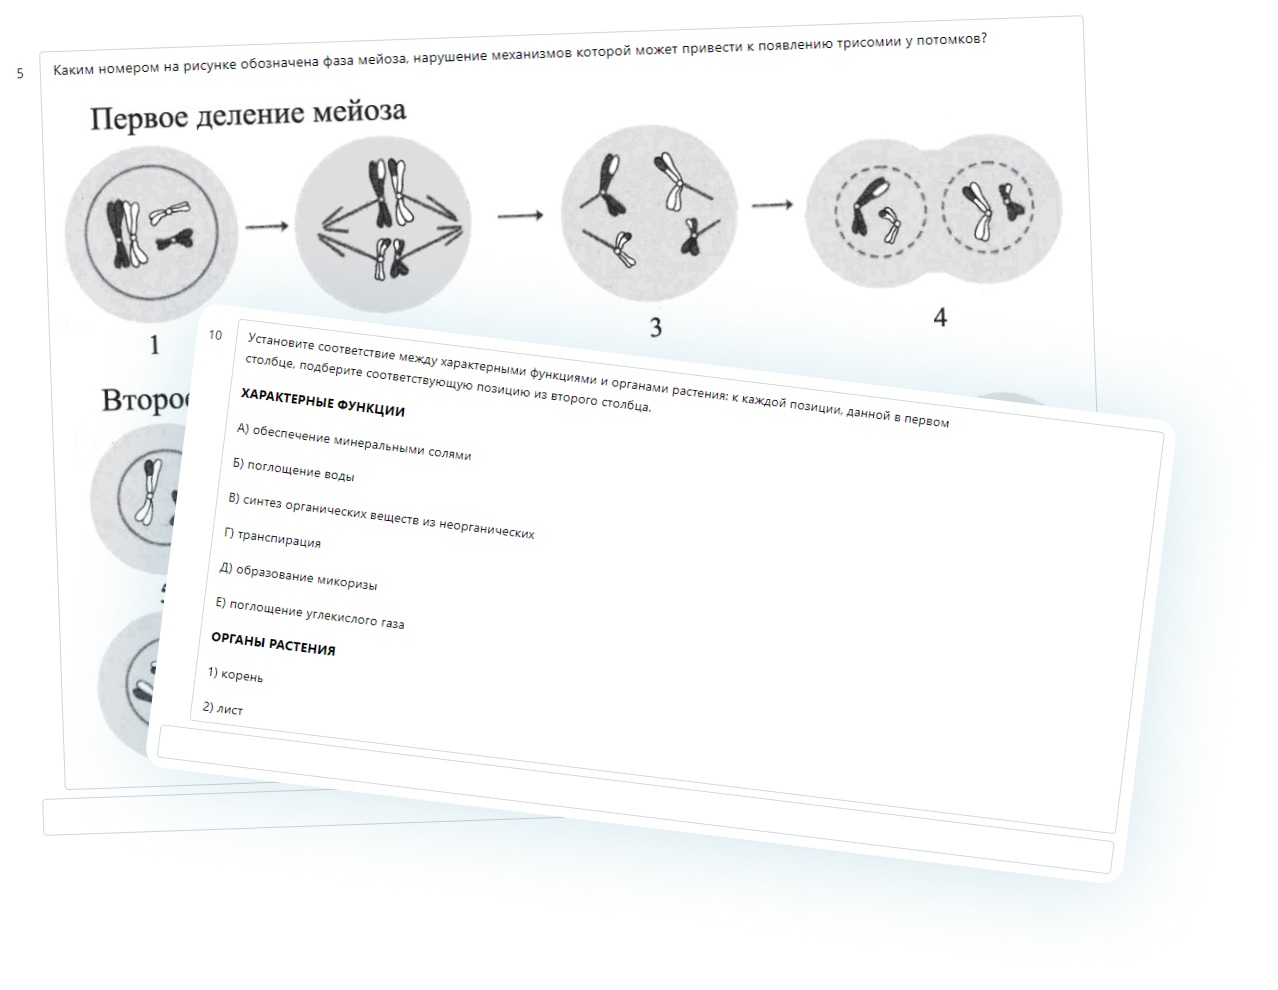 5
Каким номером на рисунке обозначена фаза мейоза, нарушение механизмов которой может привести к появлению трисомии у потомков?
Первое деление мейоза
1
3
4
Второе
10
Установите соответствие между характерными функциями и органами растения: к каждой позиции, данной в первом
столбце, подберите соответствующую позицию из второго столбца.
ХАРАКТЕРНЫЕ ФУНКЦИИ
А) обеспечение минеральными солями
Б) поглощение воды
В) синтез органических веществ из неорганических
Г) транспирация
Д) образование микоризы
Е) поглощение углекислого газа
ОРГАНЫ РАСТЕНИЯ
1) корень
2) лист